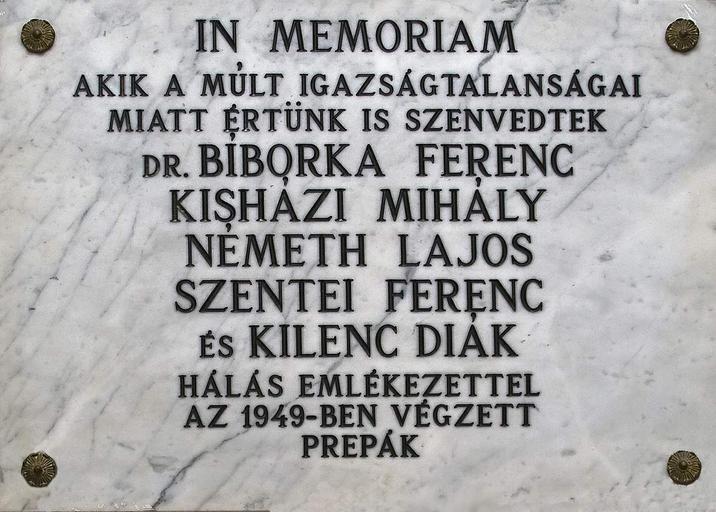 IN MEMORIAM
AKIK A MÚLT IGAZSÁGTALANSÁGAI
MIATT ÉRTÜNK IS SZENVEDTEK
DR. BÍBORKA FERENC
KISHÁZI MIHÁLY
NÉMETH LAJOS
SZENTEI FERENC
ÉS KILENC DIÁK
HÁLÁS EMLÉKEZETTEL
AZ 1949-BEN VÉGZETT
PREPÁK